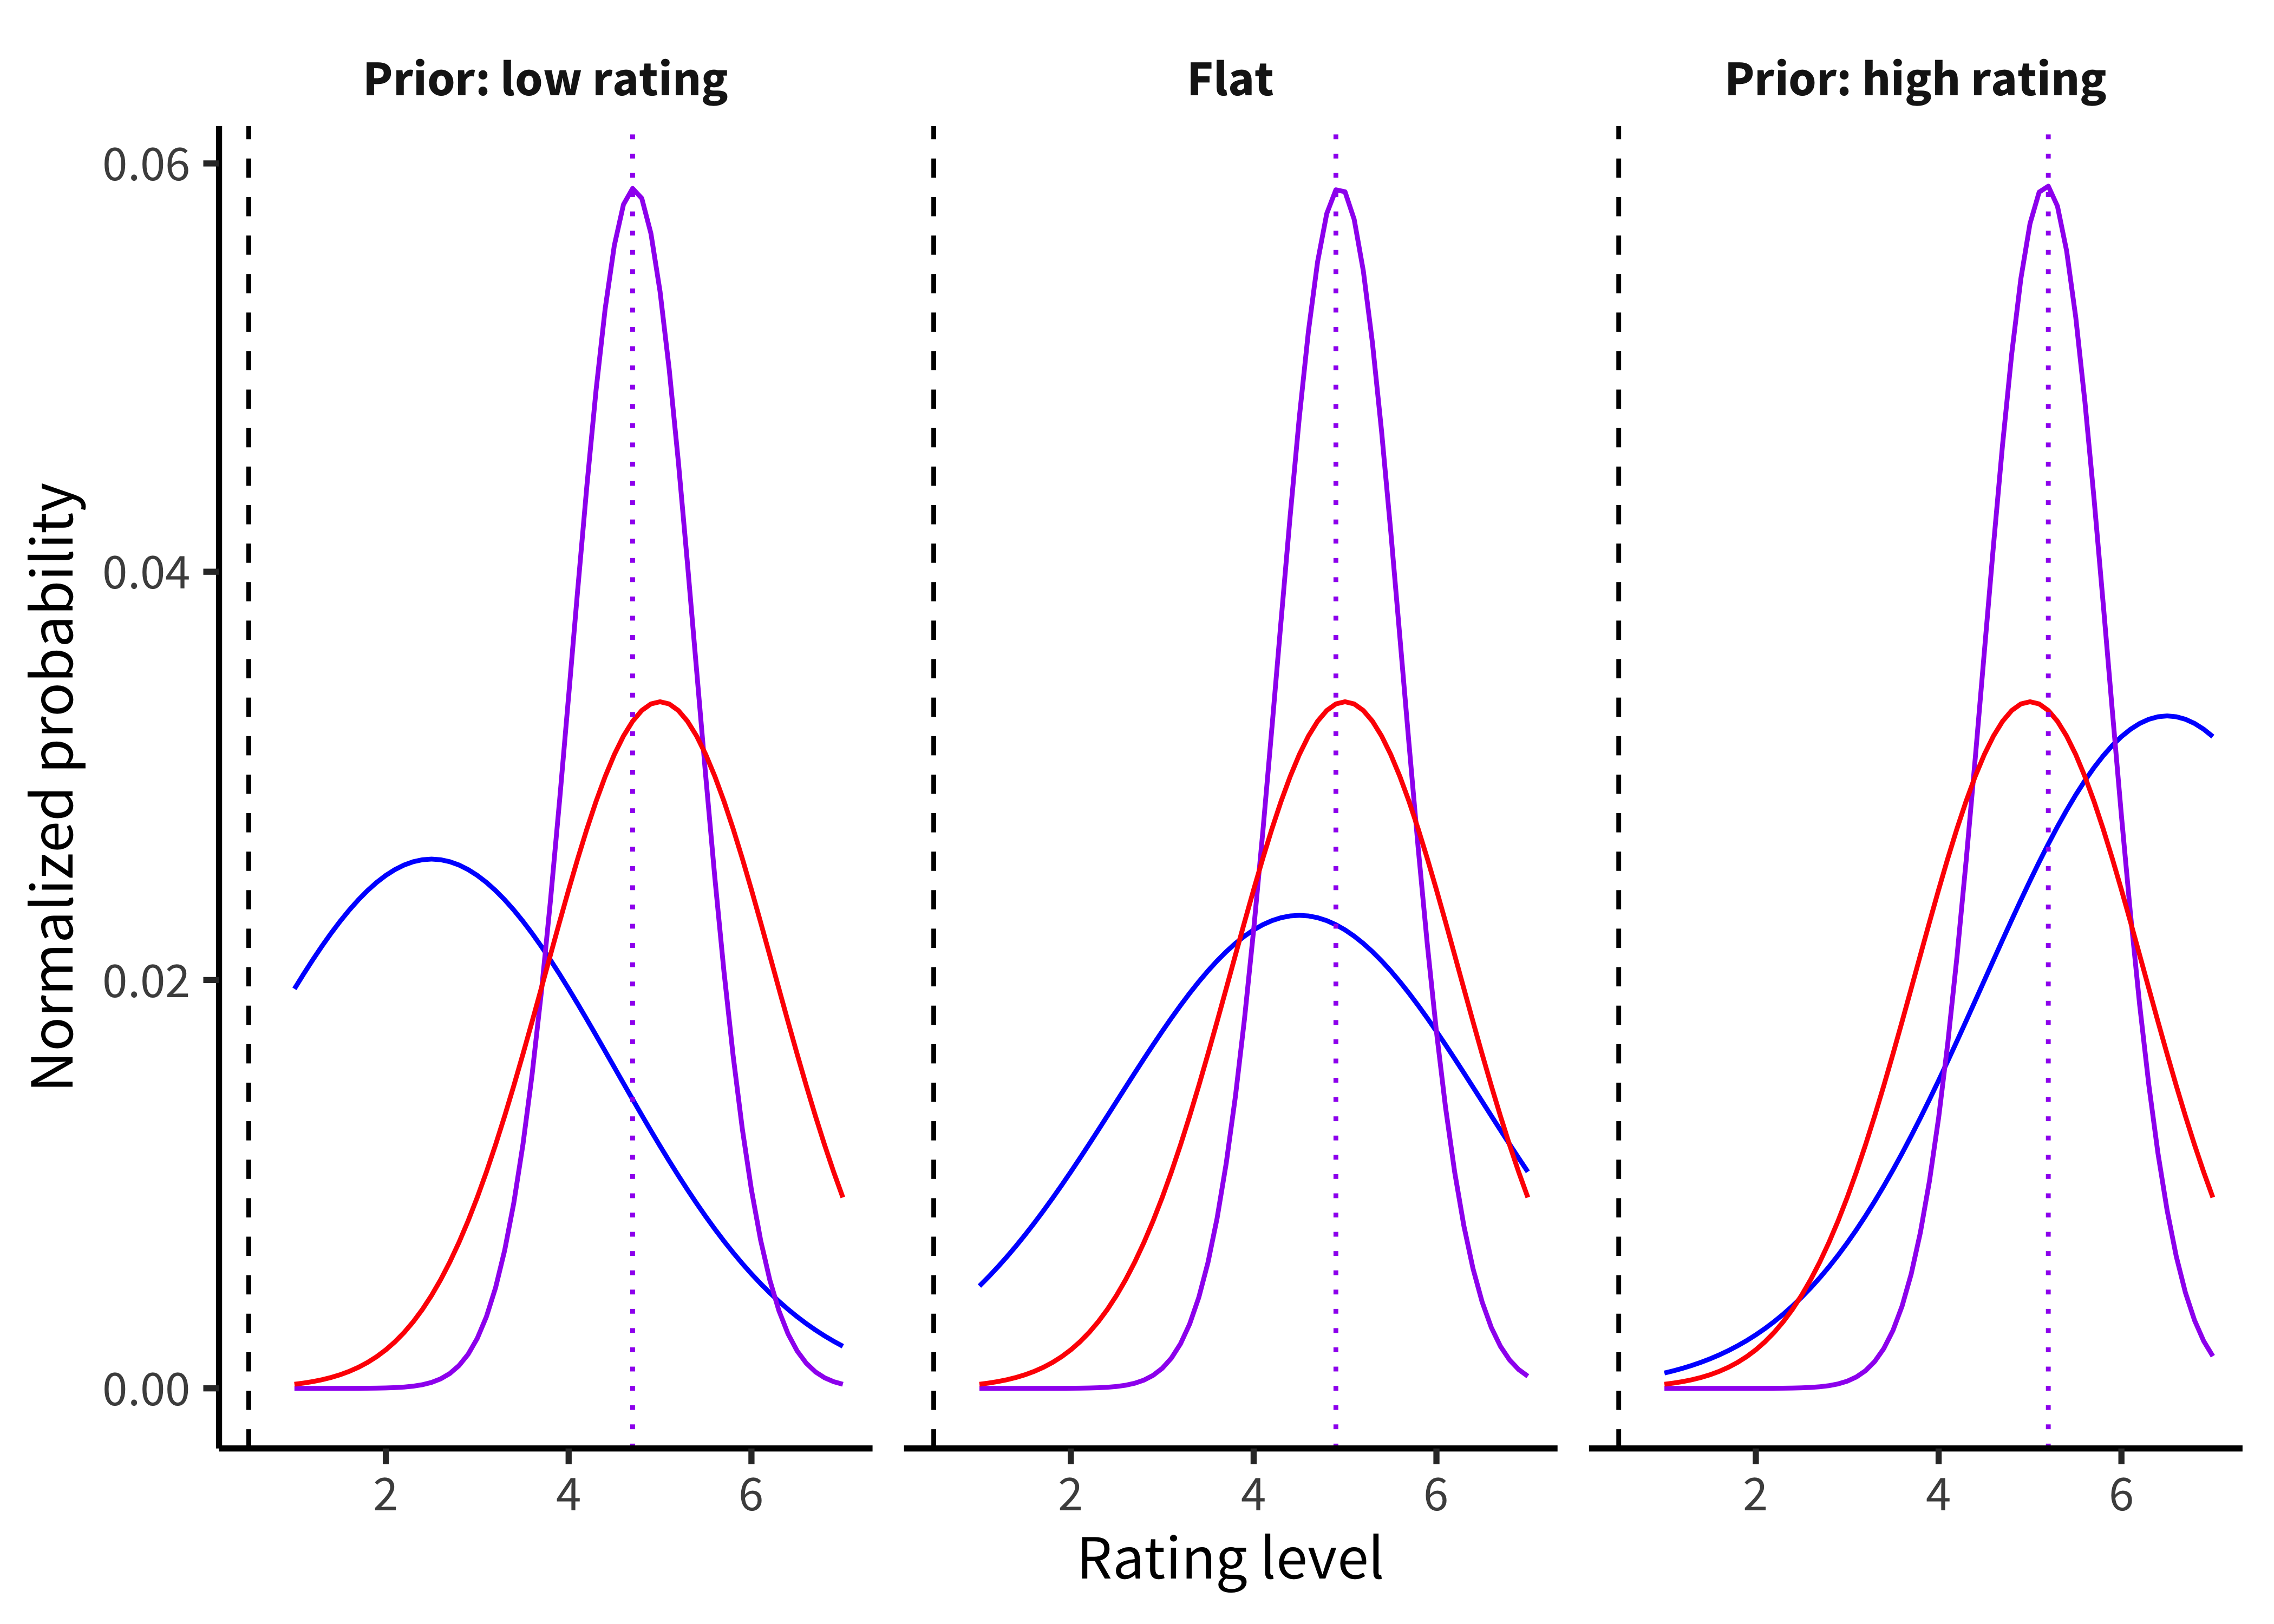 Prior: low rating
Flat
Prior: high rating
Normalized probability
0.06
0.04
0.02
0.00
2 4 6
2 4 6
2 4 6
Rating level